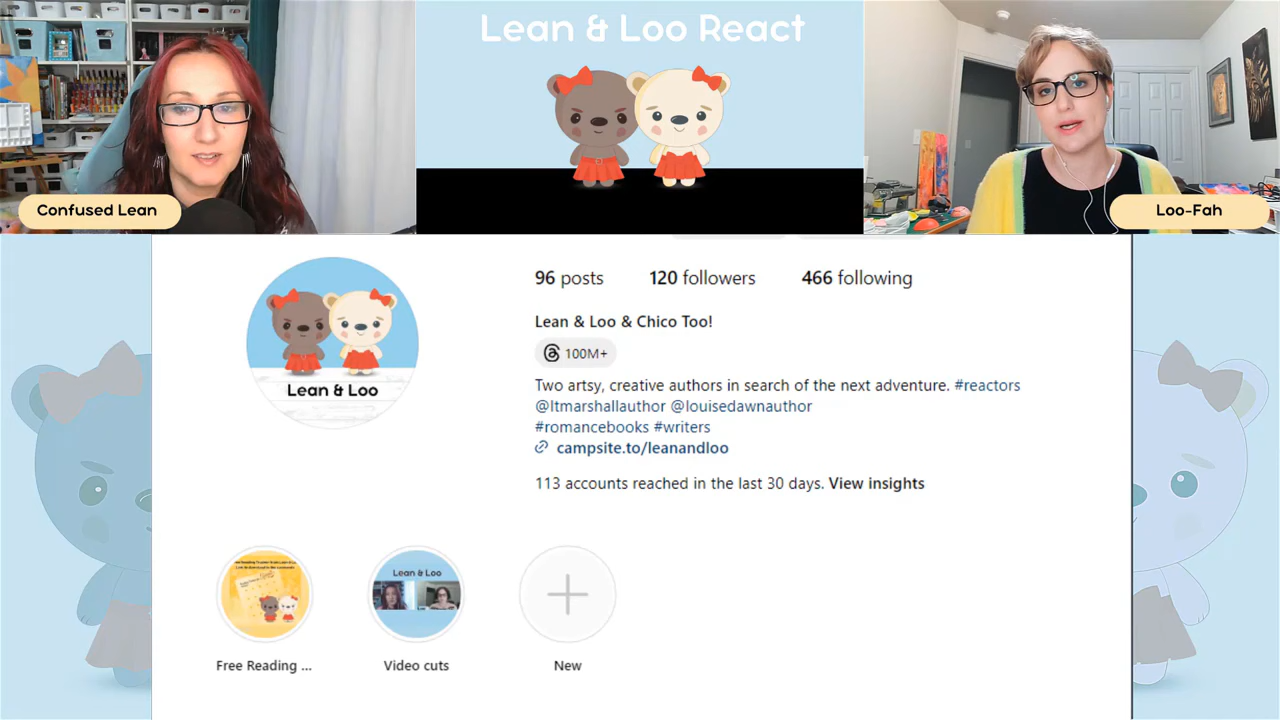 Lean & Loo React
Confused Lean
Loo-Fah
96 posts 120 followers 466 following
Lean & Loo & Chico Too!
100M+
Two artsy, creative authors in search of the next adventure. #reactors
@ltmarshallauthor @louisedawnauthor
#romancebooks #writers
campsite.to/leanandloo
113 accounts reached in the last 30 days. View insights
Lean & Loo
Lean & Loo
Free Reading ...
Video cuts
New